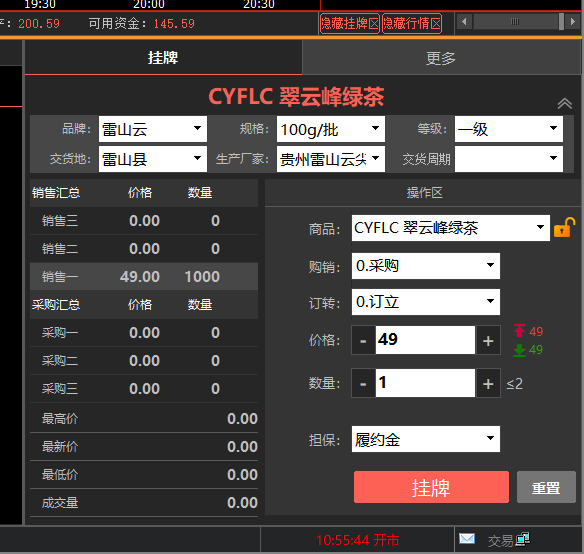 19:30 20:00 20:30
产：200.59 可用资金：145.59 隐藏挂牌 隐藏行情
挂牌 更多
CYFLC 翠云峰绿茶
品牌： 雷山云 规格： 100g/批 等级： 一级
交货地： 雷山县 生产厂家： 贵州雷山云尖 交货周期
销售汇总 价格 数量 操作区
销售三 0.00 0
销售二 0.00 0
销售一 49.00 1000
采购汇总 价格 数量
采购一 0.00 0
采购二 0.00 0
采购三 0.00 0
最高价 0.00
最新价 0.00
最低价 0.00
成交量 0.00
商品： CYFLC 翠云峰绿茶
购销： 0.采购
订转： 0.订立
价格： - 49 + 49
49
数量： - 1 + ≤2
担保： 履约金
挂牌 重置
10:55:44 开市 交易